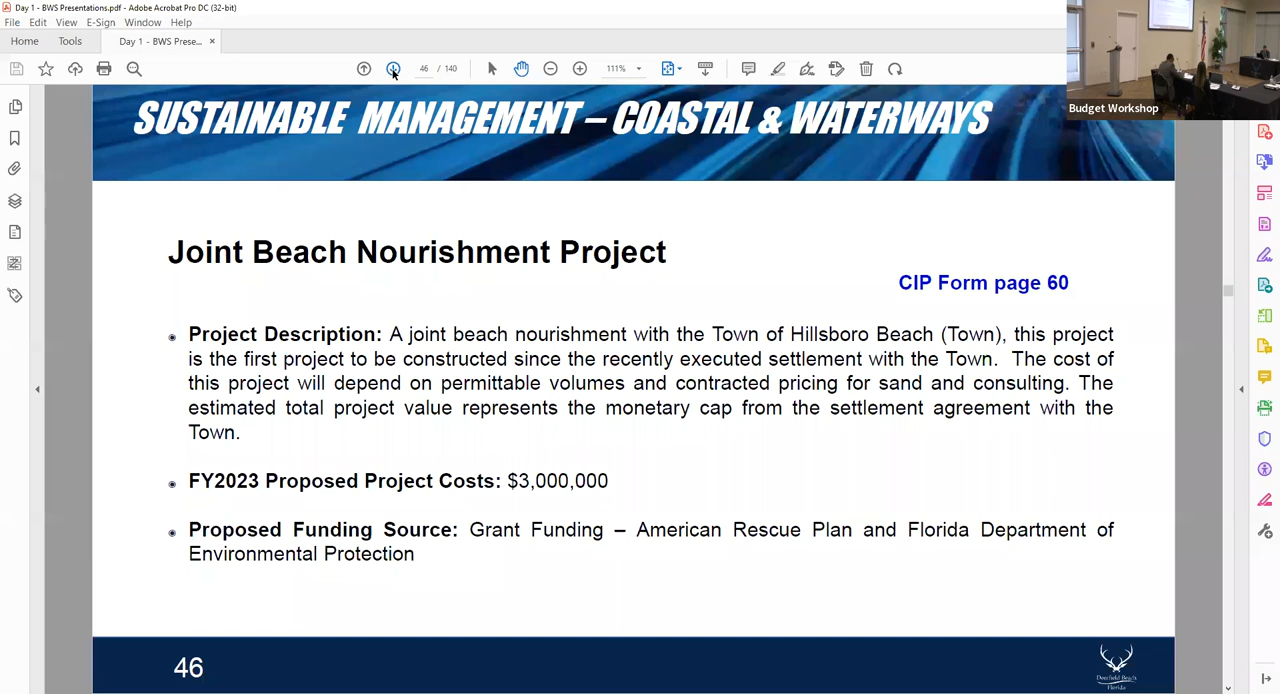 Day 1 - BWS Presentations.pdf - Adobe Acrobat Pro DC (32-bit)
File Edit View E-Sign Window Help
Home Tools Day 1 - BWS Prese... ×
46 / 140 111%
Budget Workshop
SUSTAINABLE MANAGEMENT – COASTAL & WATERWAYS
Joint Beach Nourishment Project
CIP Form page 60
Project Description: A joint beach nourishment with the Town of Hillsboro Beach (Town), this project
is the first project to be constructed since the recently executed settlement with the Town. The cost of
this project will depend on permittable volumes and contracted pricing for sand and consulting. The
estimated total project value represents the monetary cap from the settlement agreement with the
Town.
FY2023 Proposed Project Costs: $3,000,000
Proposed Funding Source: Grant Funding – American Rescue Plan and Florida Department of
Environmental Protection
46
Deerfield Beach
Florida